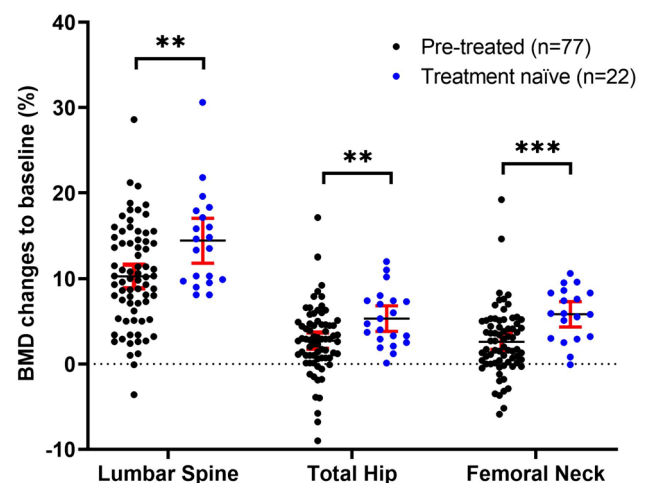 40
30
20
10
0
-10
BMD changes to baseline (%)
**
**
***
Pre-treated (n=77)
Treatment naïve (n=22)
Lumbar Spine
Total Hip
Femoral Neck